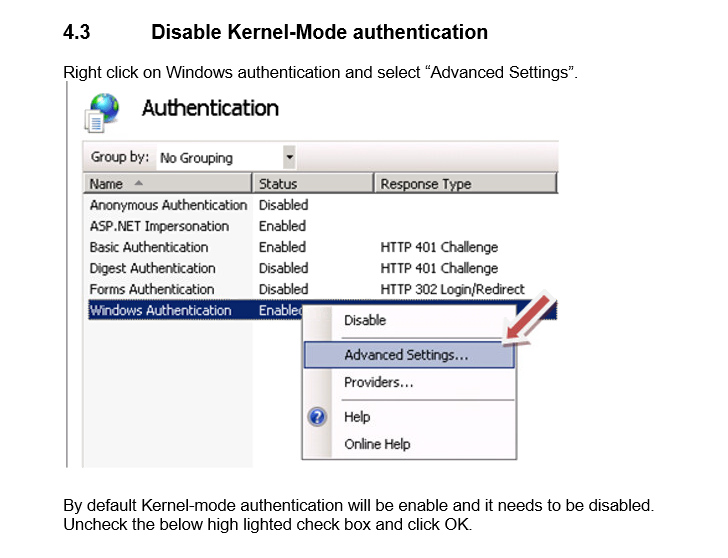 4.3 Disable Kernel-Mode authentication
Right click on Windows authentication and select “Advanced Settings”.
Authentication
Group by: No Grouping
Name Status Response Type
Anonymous Authentication Disabled
ASP.NET Impersonation Enabled
Basic Authentication Enabled HTTP 401 Challenge
Digest Authentication Disabled HTTP 401 Challenge
Forms Authentication Disabled HTTP 302 Login/Redirect
Windows Authentication Enabled
Disable
Advanced Settings...
Providers...
Help
Online Help
By default Kernel-mode authentication will be enable and it needs to be disabled.
Uncheck the below high lighted check box and click OK.